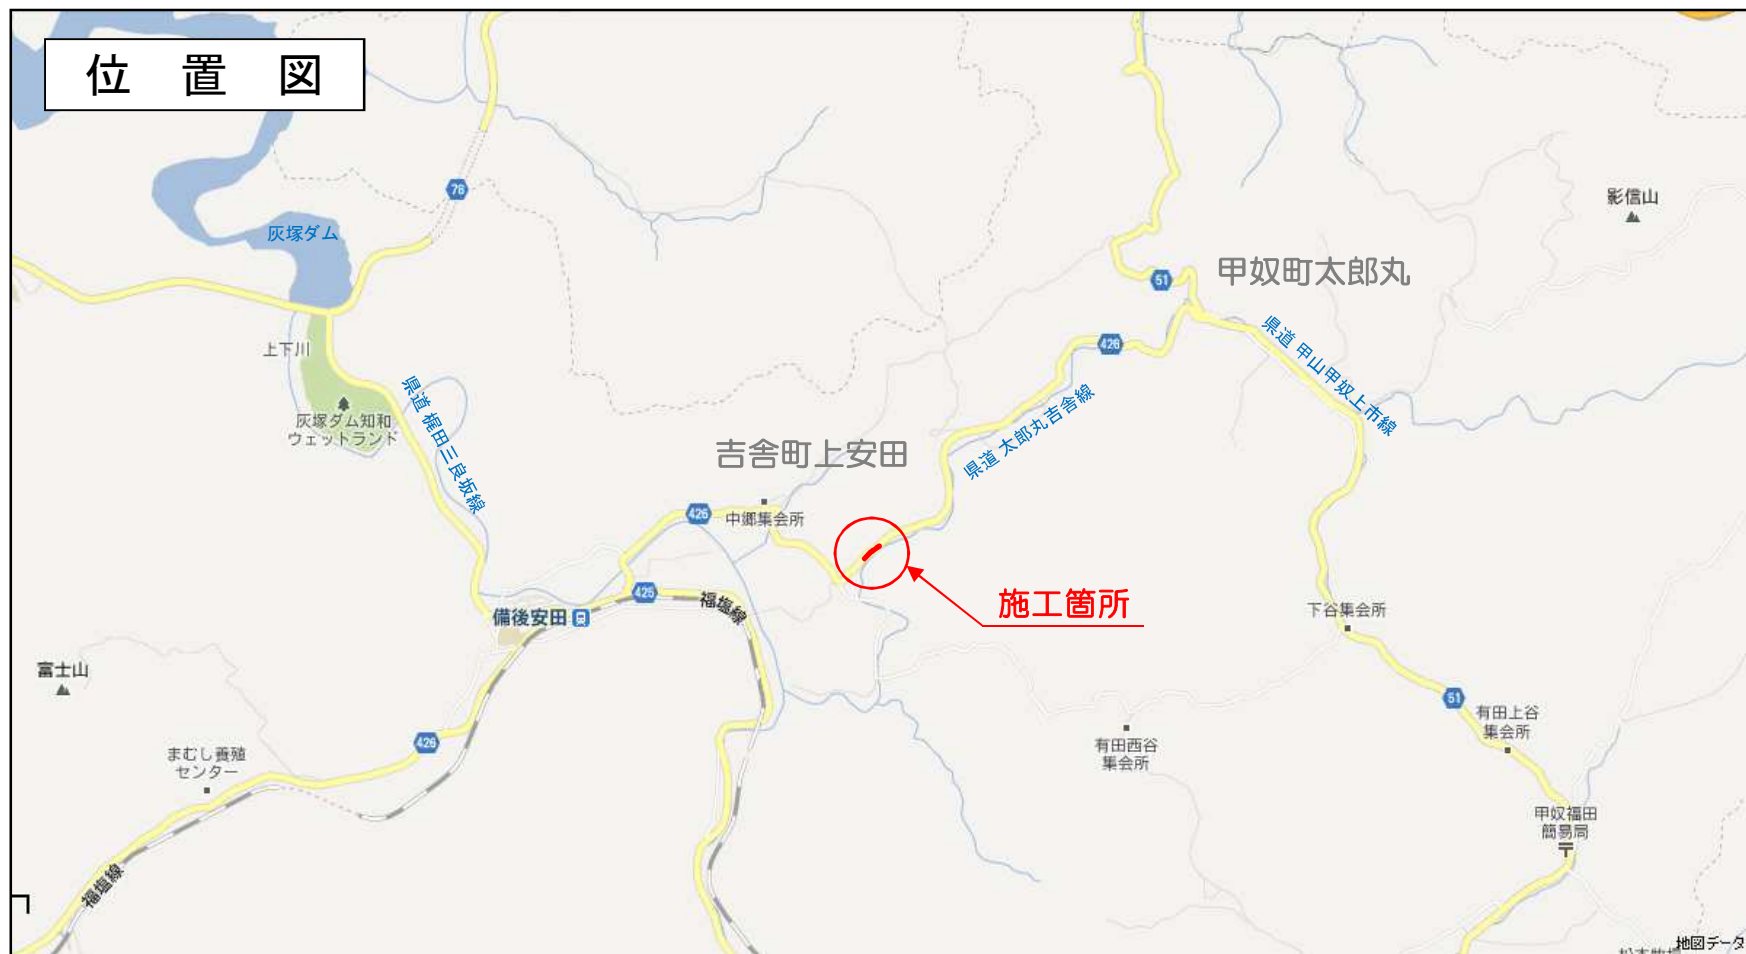 位 置 図
78
灰塚ダム
影信山
甲奴町太郎丸
51
県道 甲山甲奴上市線
426
上下川
県道 梶田三良坂線
灰塚ダム知和
ウェットランド
県道 太郎丸吉舎線
吉舎町上安田
426
中郷集会所
425
福塩線
備後安田
施工箇所
下谷集会所
富士山
51
有田上谷
集会所
426
有田西谷
集会所
まむし養殖
センター
甲奴福田
簡易局
福塩線
地図データ